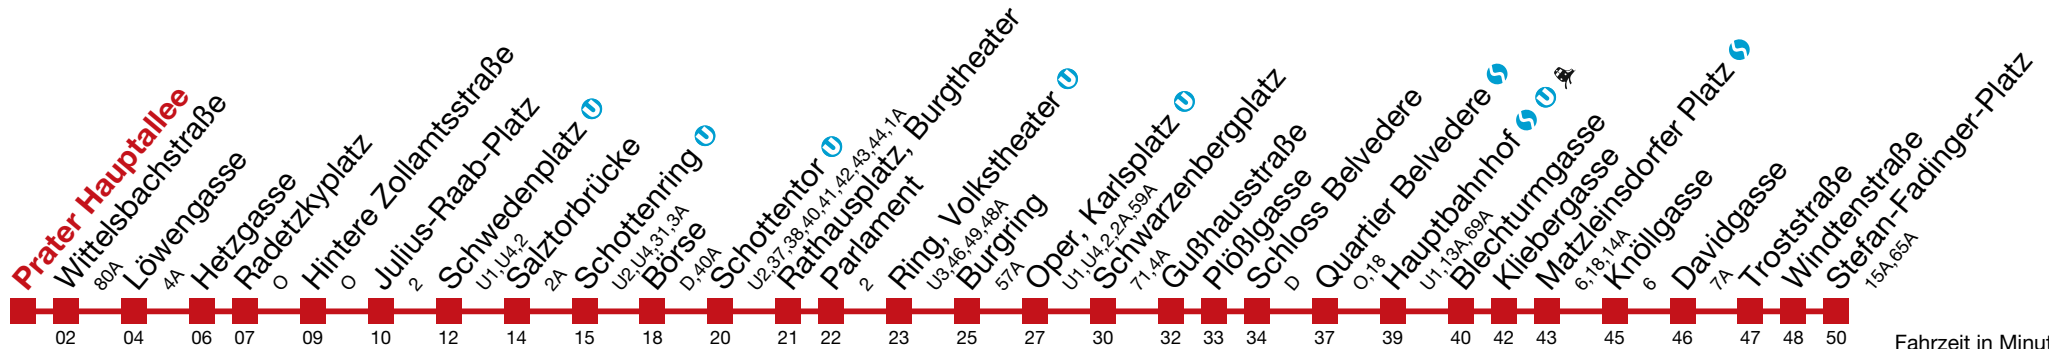 Prater Hauptallee
Wittelsbachstraße
80A
Löwengasse
4A
Hetzgasse
Radetzkyplatz
O
Hintere Zollamtsstraße
O
Julius-Raab-Platz
2
Schwedenplatz U
U1,U4,2
Salztorbrücke
2A
Schottenring U
U2,U4,31,3A
Börse
D,40A
Schottentor U
U2,37,38,40,41,42,43,44,1A
Rathausplatz, Burgtheater
Parlament
2
Ring, Volkstheater U
U3,46,49,48A
Burgring
57A
Oper, Karlsplatz U
U1,U4,2,2A,59A
Schwarzenbergplatz
71,4A
Gußhausstraße
Plößlgasse
Schloss Belvedere
D
Quartier Belvedere S
O,18
Hauptbahnhof S U
U1,13A,69A
Blechturmgasse
Kliebergasse
Matzleinsdorfer Platz S
6,18,14A
Knöllgasse
6
Davidgasse
7A
Troststraße
Windtenstraße
Stefan-Fadinger-Platz
15A,65A
02 04 06 07 09 10 12 14 15 18 20 21 22 23 25 27 30 32 33 34 37 39 40 42 43 45 46 47 48 50
Fahrzeit in Minut